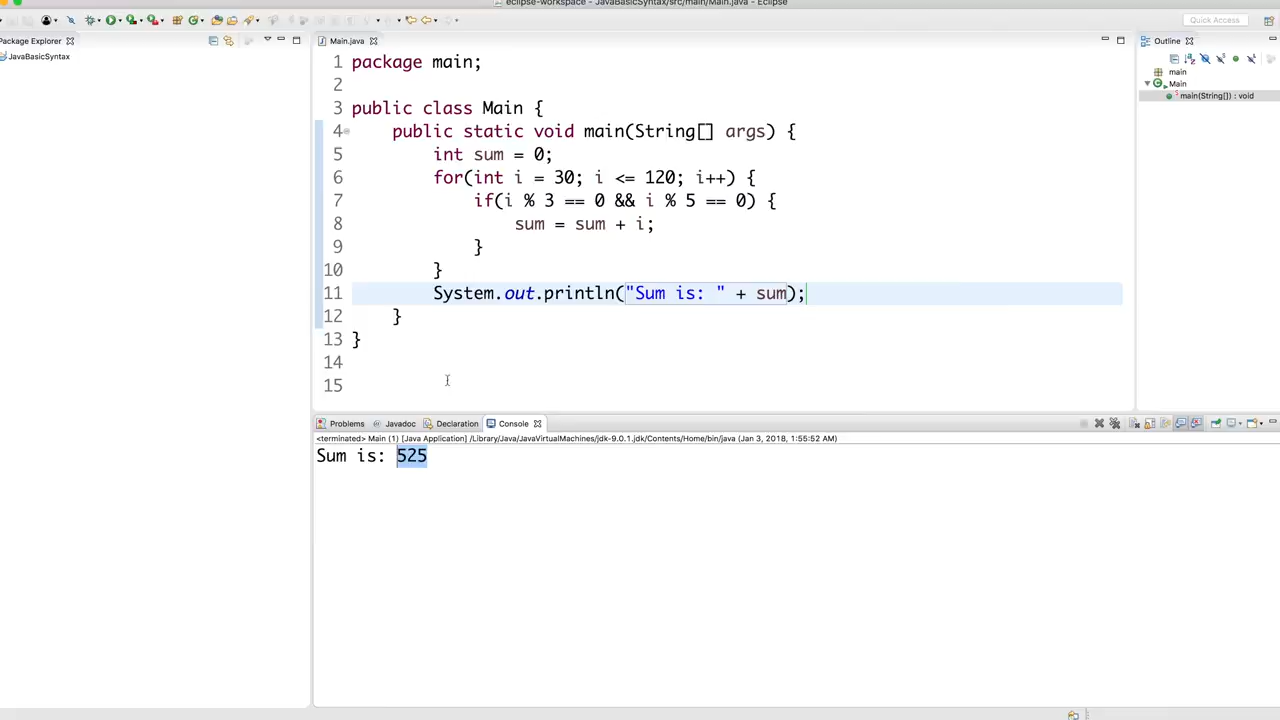 eclipse-workspace - JavaBasicSyntax/src/main/Main.java - Eclipse
Quick Access
Package Explorer
JavaBasicSyntax
Main.java
1 package main;
2
3 public class Main {
4 public static void main(String[] args) {
5 int sum = 0;
6 for(int i = 30; i <= 120; i++) {
7 if(i % 3 == 0 && i % 5 == 0) {
8 sum = sum + i;
9 }
10 }
11 System.out.println("Sum is: " + sum);
12 }
13 }
14
15
Outline
main
Main
main(String[]) : void
Problems Javadoc Declaration Console
<terminated> Main (1) [Java Application] /Library/Java/JavaVirtualMachines/jdk-9.0.1.jdk/Contents/Home/bin/java (Jan 3, 2018, 1:55:52 AM)
Sum is: 525